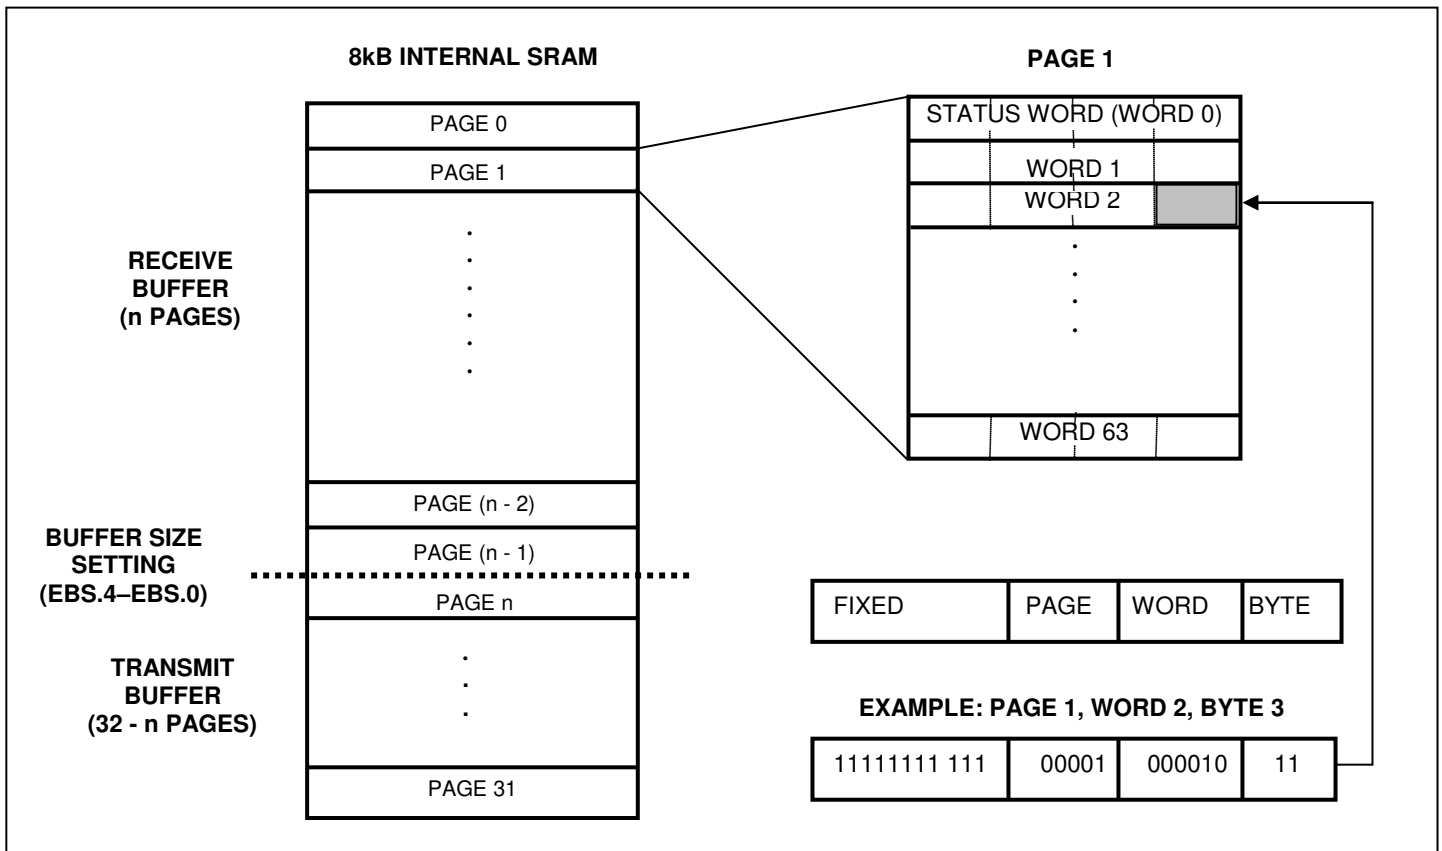 8kB INTERNAL SRAM
PAGE 1
PAGE 0
PAGE 1
STATUS WORD (WORD 0)
WORD 1
WORD 2
RECEIVE
BUFFER
(n PAGES)
WORD 63
PAGE (n - 2)
PAGE (n - 1)
BUFFER SIZE
SETTING
(EBS.4–EBS.0)
PAGE n
FIXED PAGE WORD BYTE
TRANSMIT
BUFFER
(32 - n PAGES)
EXAMPLE: PAGE 1, WORD 2, BYTE 3
11111111 111 00001 000010 11
PAGE 31